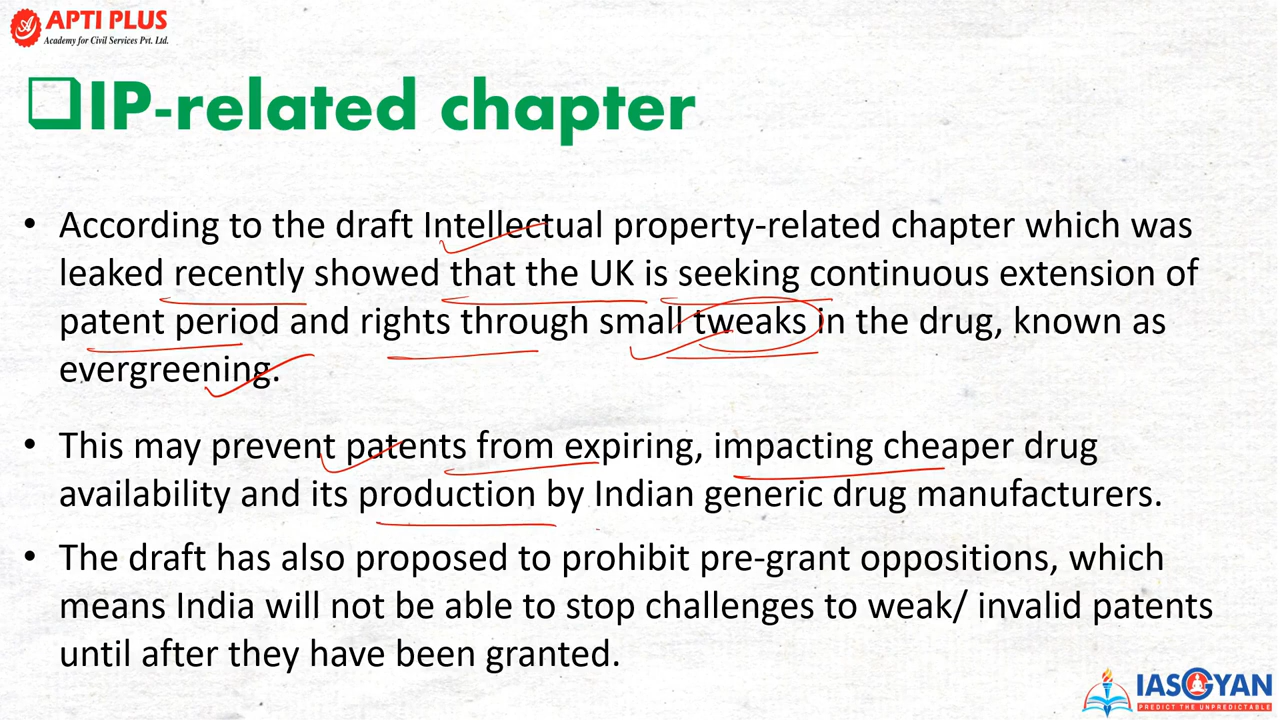 APTI PLUS
Academy for Civil Services Pvt. Ltd.
IP-related chapter
• According to the draft Intellectual property-related chapter which was
leaked recently showed that the UK is seeking continuous extension of
patent period and rights through small tweaks in the drug, known as
evergreening.
• This may prevent patents from expiring, impacting cheaper drug
availability and its production by Indian generic drug manufacturers.
• The draft has also proposed to prohibit pre-grant oppositions, which
means India will not be able to stop challenges to weak/ invalid patents
until after they have been granted.
IASGYAN
PREDICT THE UNPREDICTABLE